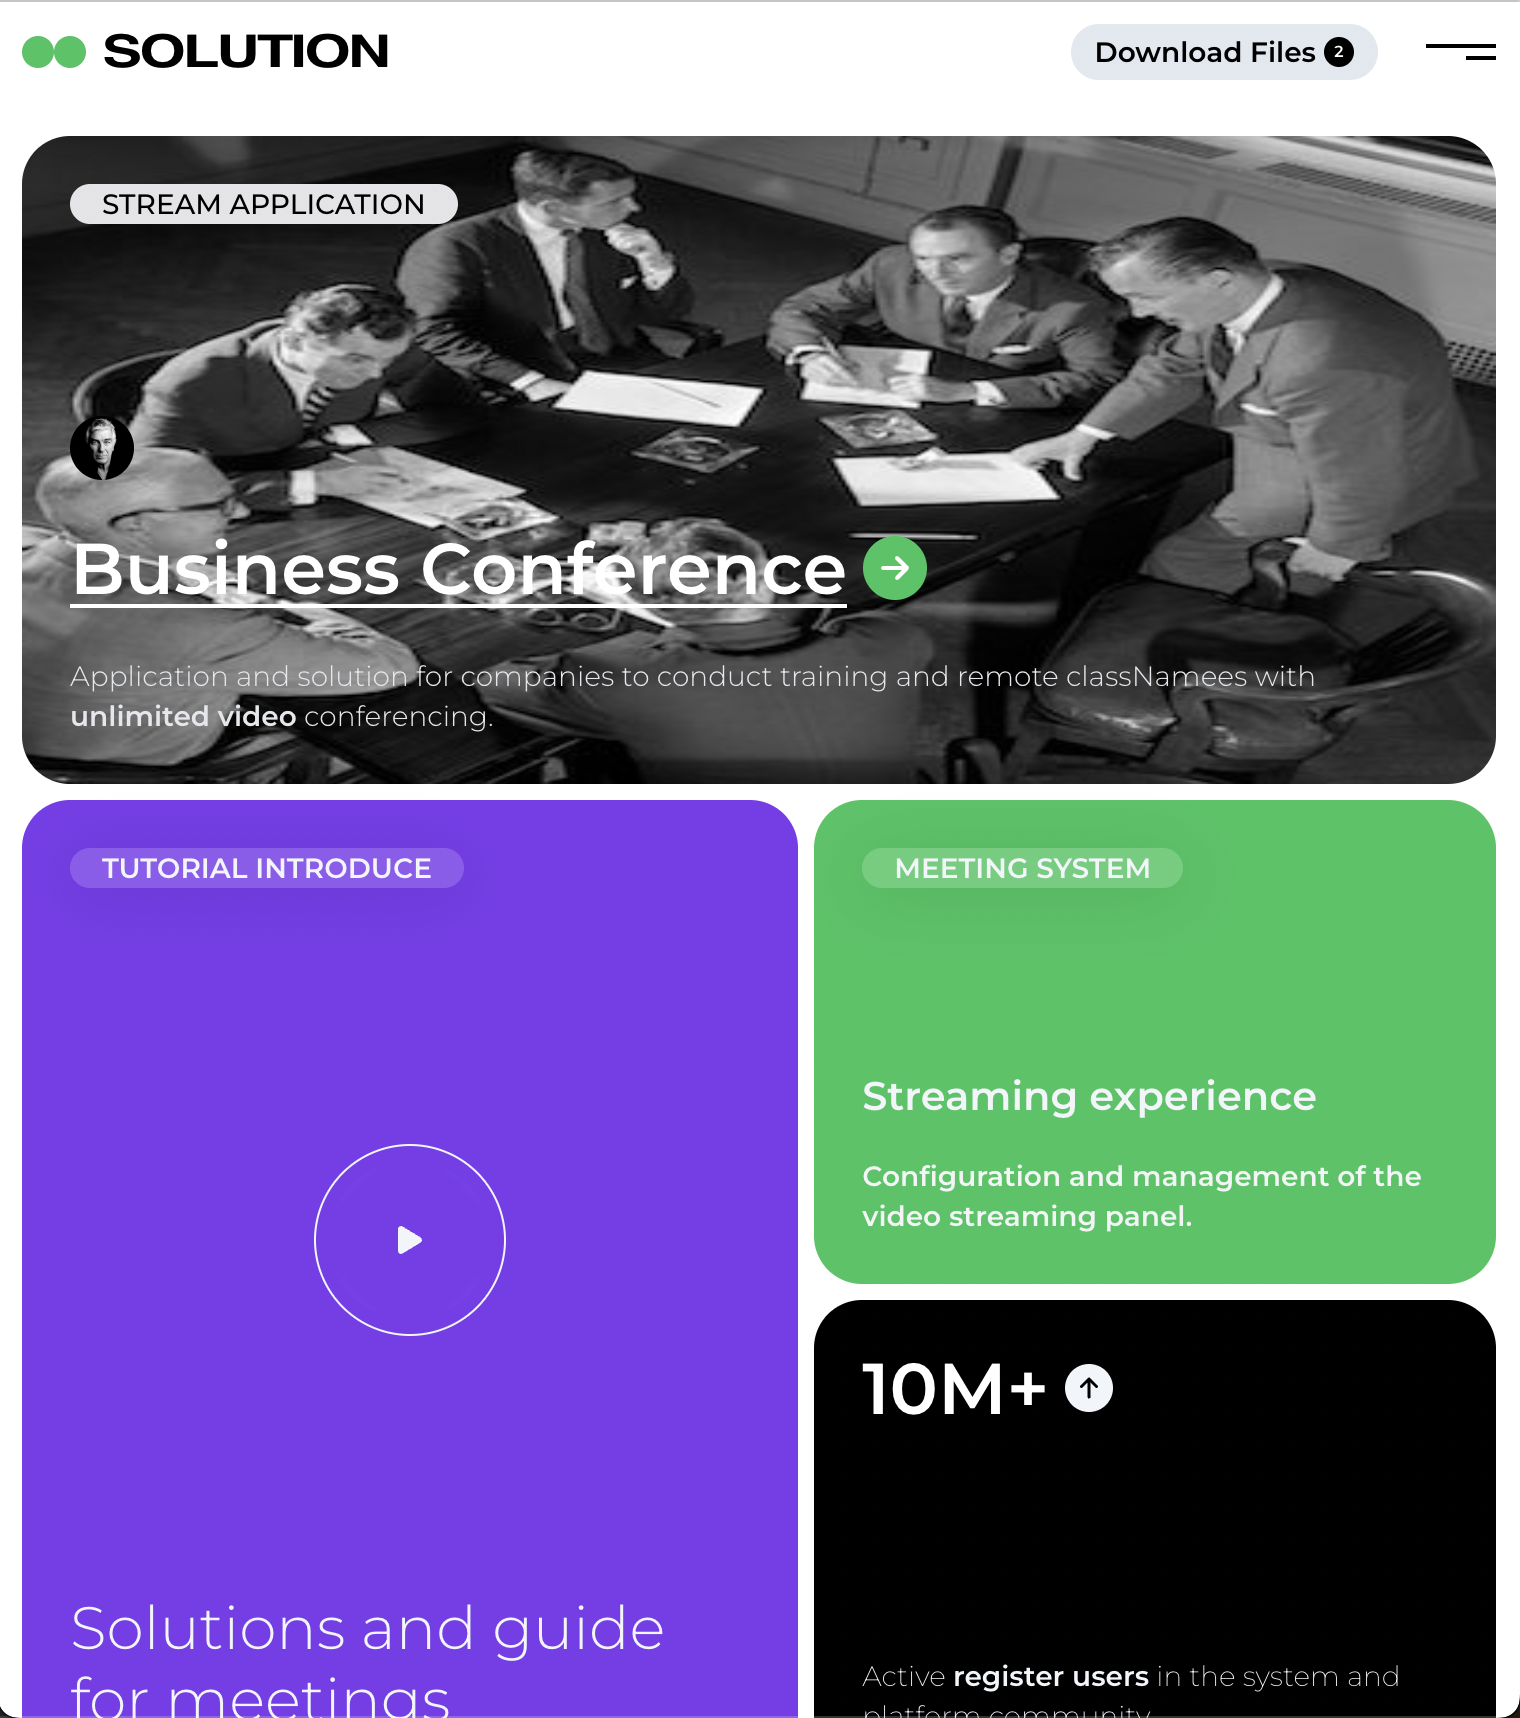 SOLUTION
Download Files 2
STREAM APPLICATION
Business Conference
Application and solution for companies to conduct training and remote classNamees with
unlimited video conferencing.
TUTORIAL INTRODUCE
Solutions and guide
for meetings
MEETING SYSTEM
Streaming experience
Configuration and management of the
video streaming panel.
10M+
Active register users in the system and
platform community.